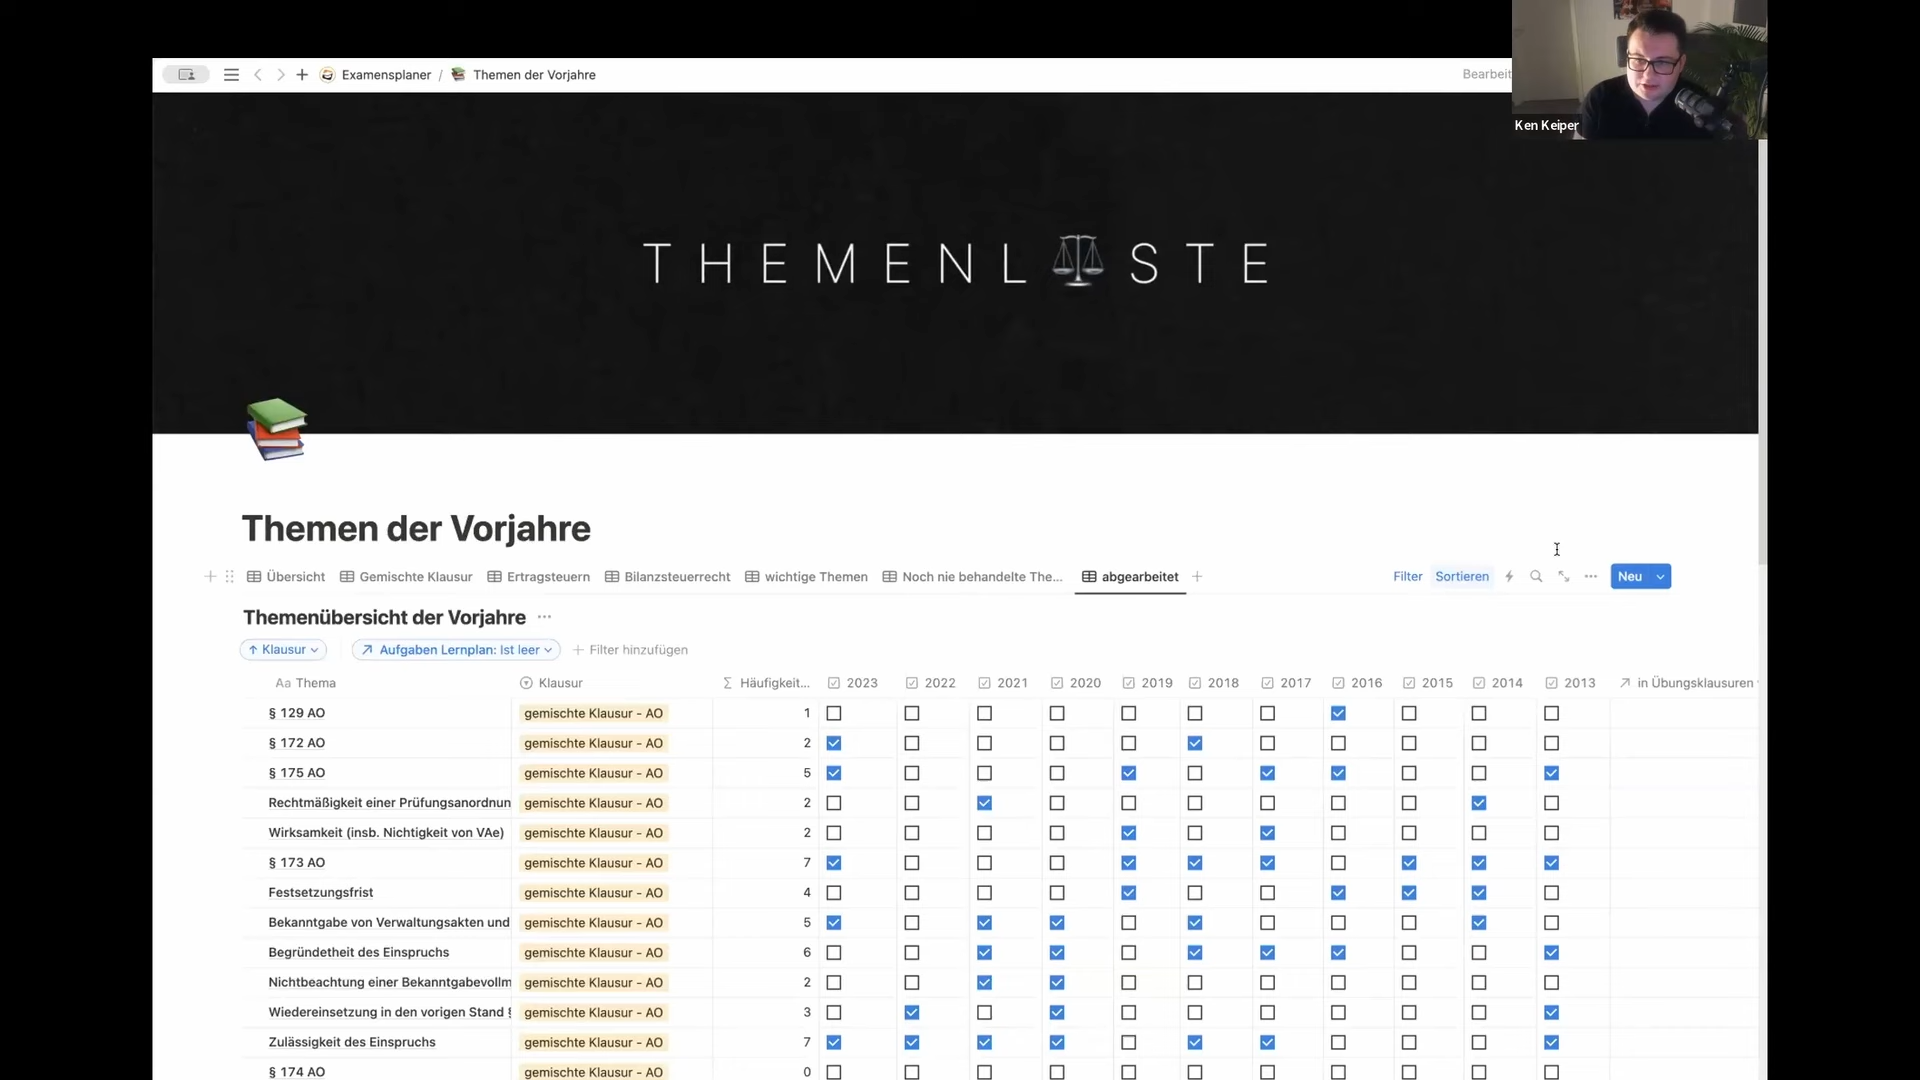 Examensplaner / Themen der Vorjahre
Bearbeit
Ken Keiper
THEMENL STE
Themen der Vorjahre
Übersicht Gemischte Klausur Ertragsteuern Bilanzsteuerrecht wichtige Themen Noch nie behandelte The... abgearbeitet Filter Sortieren Neu
Themenübersicht der Vorjahre
Klausur Aufgaben Lernplan: Ist leer Filter hinzufügen
Aa Thema Klausur Σ Häufigkeit... 2023 2022 2021 2020 2019 2018 2017 2016 2015 2014 2013 in Übungsklausuren
§ 129 AO gemischte Klausur - AO 1
§ 172 AO gemischte Klausur - AO 2
§ 175 AO gemischte Klausur - AO 5
Rechtmäßigkeit einer Prüfungsanordnun gemischte Klausur - AO 2
Wirksamkeit (insb. Nichtigkeit von VAe) gemischte Klausur - AO 2
§ 173 AO gemischte Klausur - AO 7
Festsetzungsfrist gemischte Klausur - AO 4
Bekanntgabe von Verwaltungsakten und gemischte Klausur - AO 5
Begründetheit des Einspruchs gemischte Klausur - AO 6
Nichtbeachtung einer Bekanntgabevollm gemischte Klausur - AO 2
Wiedereinsetzung in den vorigen Stand § gemischte Klausur - AO 3
Zulässigkeit des Einspruchs gemischte Klausur - AO 7
§ 174 AO gemischte Klausur - AO 0